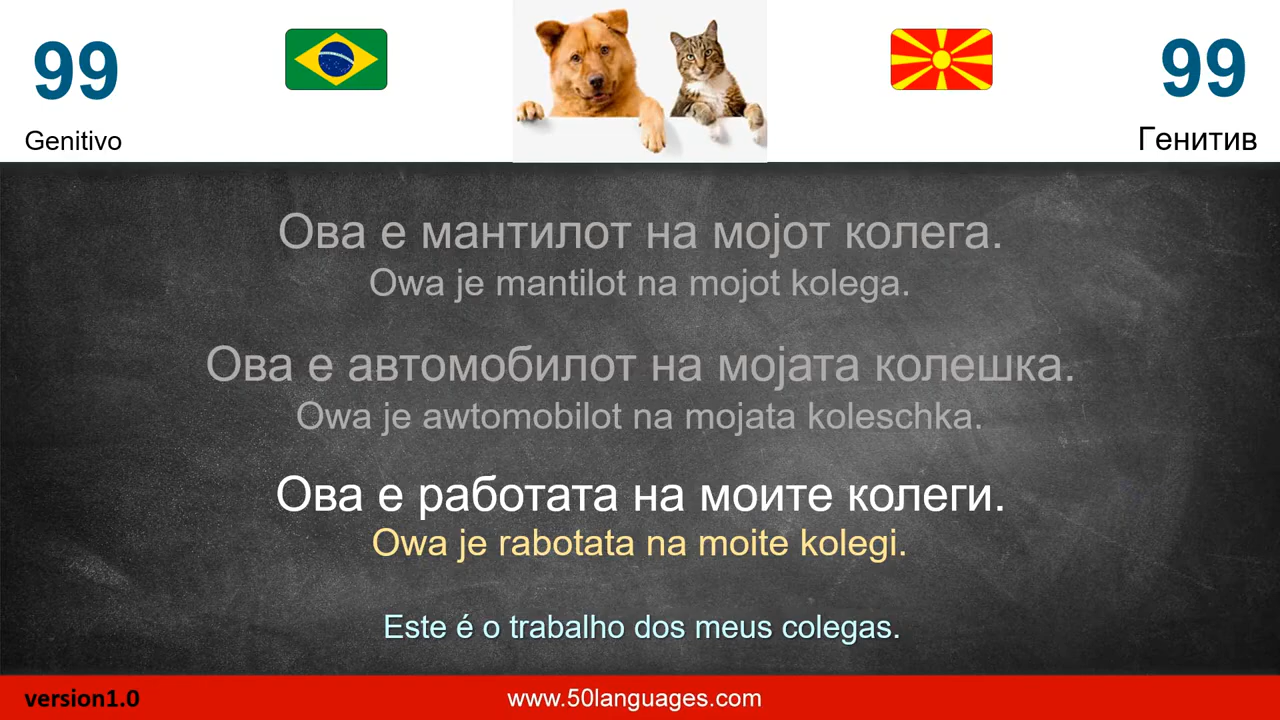 99
99
Genitivo
Генитив
Ова е мантилот на мојот колега.
Owa je mantilot na mojot kolega.
Ова е автомобилот на мојата колешка.
Owa je awtomobilot na mojata koleschka.
Ова е работата на моите колеги.
Owa je rabotata na moite kolegi.
Este é o trabalho dos meus colegas.
version1.0
www.50languages.com